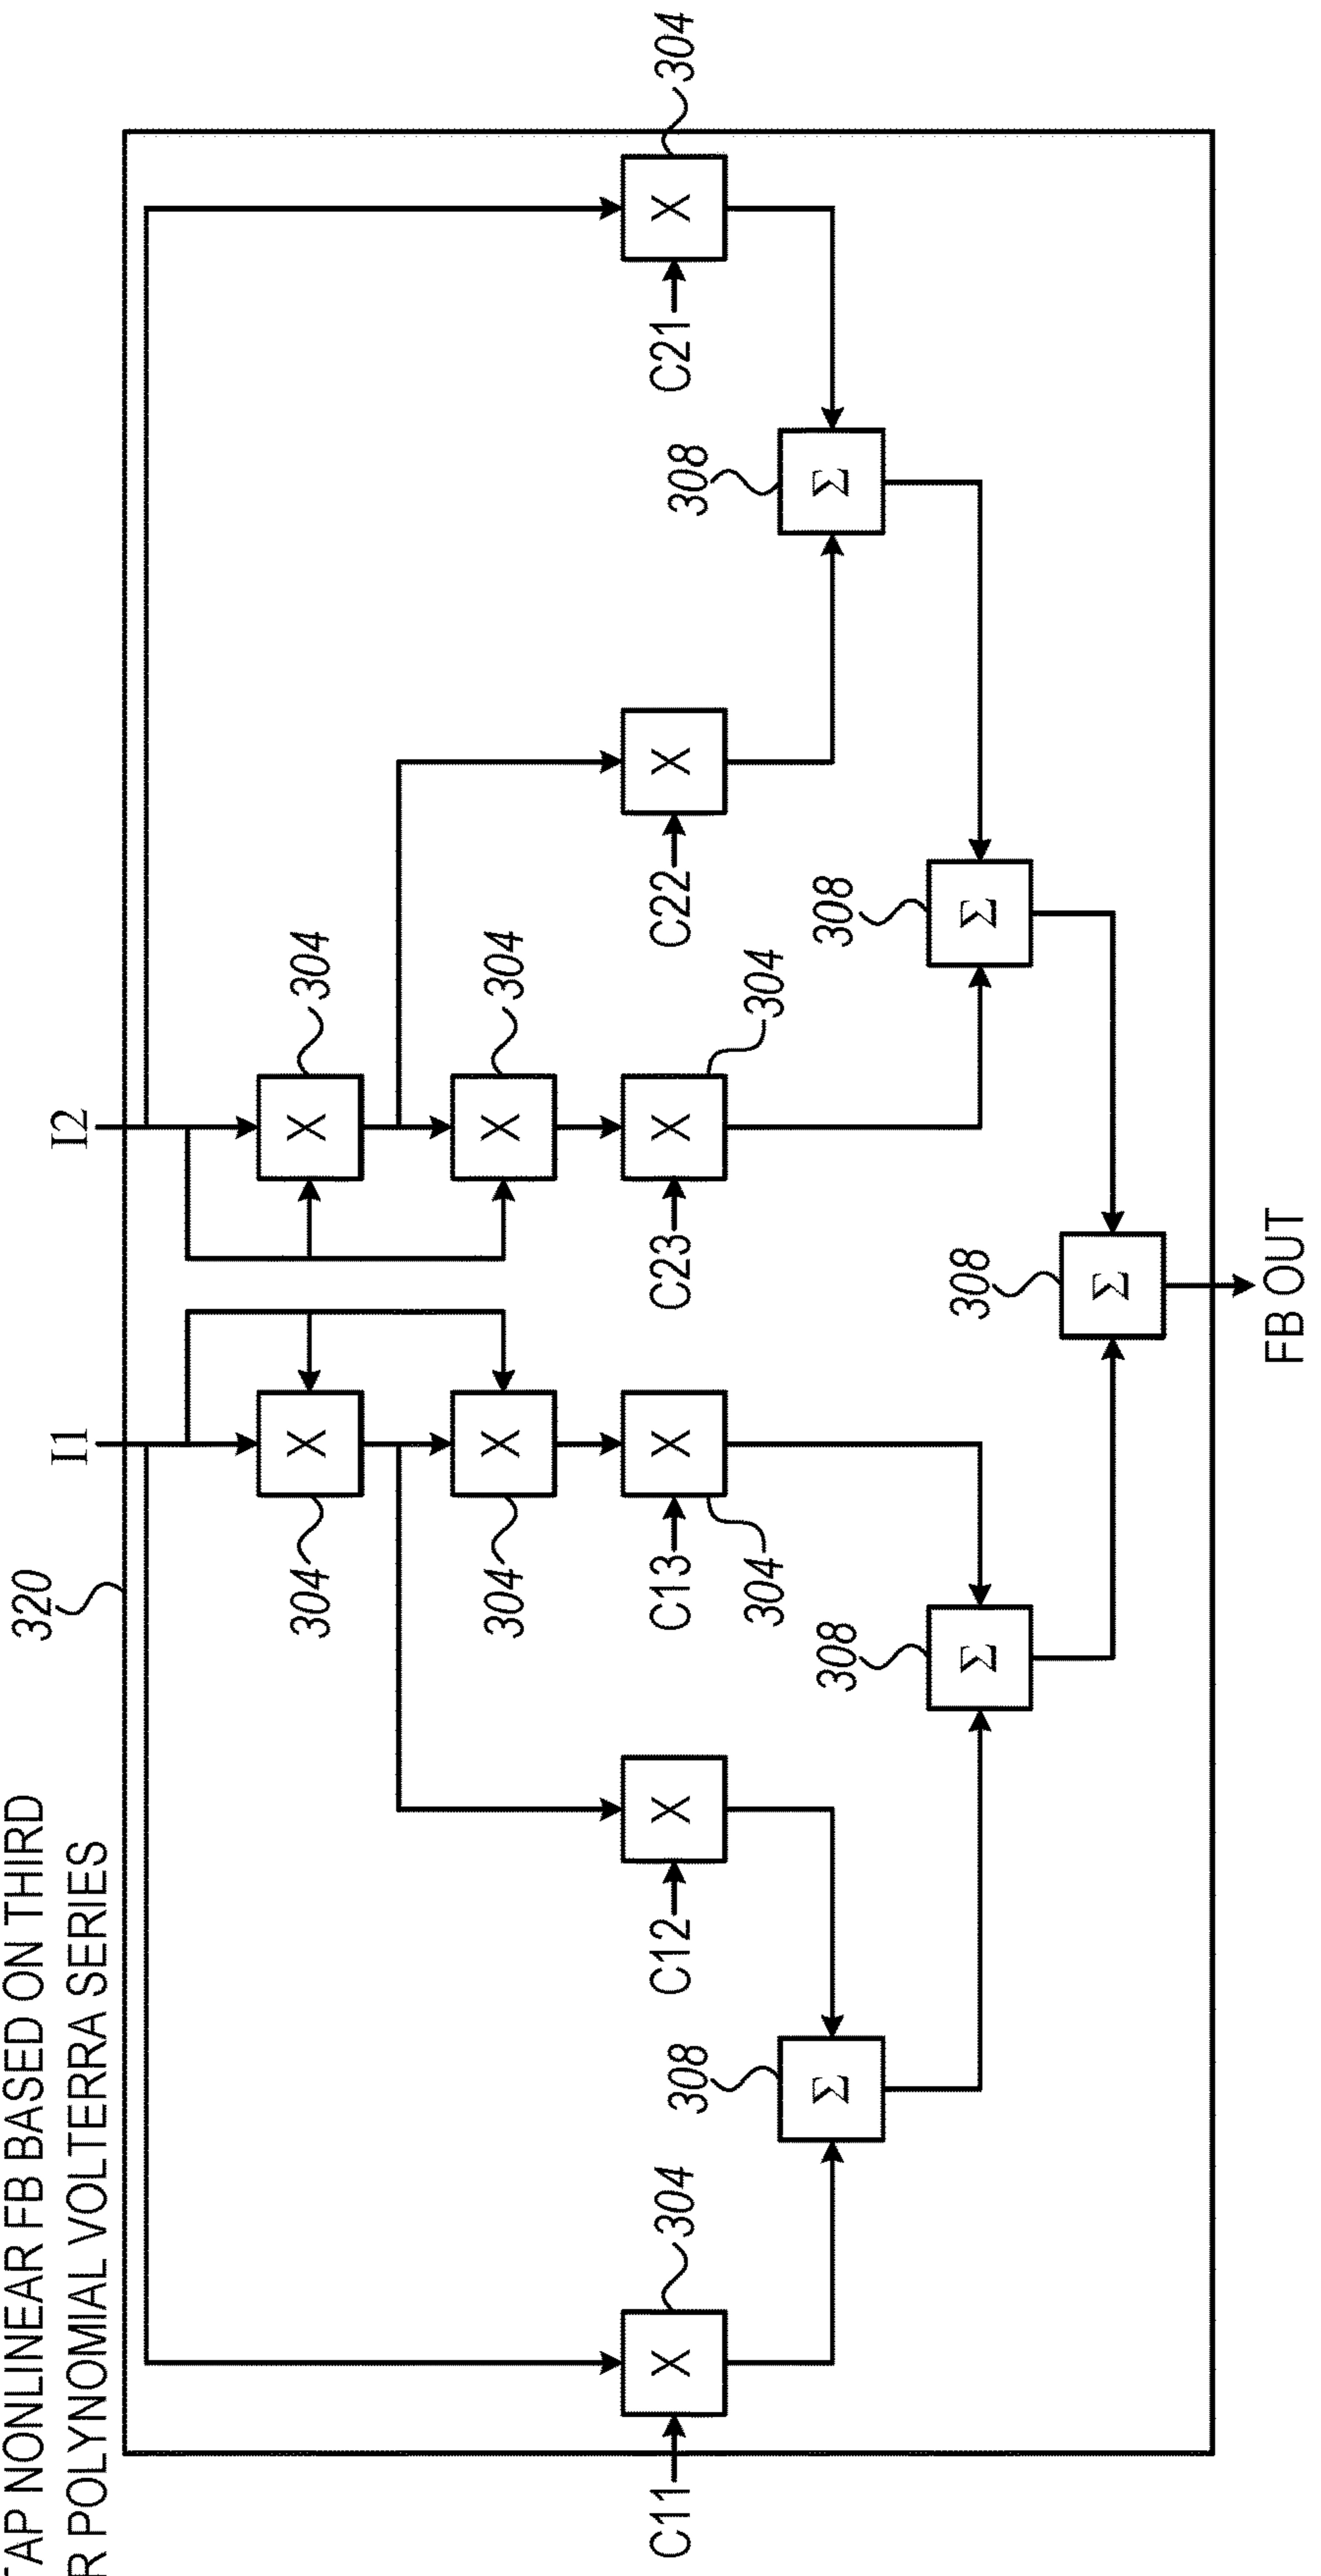 TAP NONLINEAR FB BASED ON THIRD
R POLYNOMIAL VOLTERRA SERIES
320
I1
I2
304
X
X
304
304
X
X
304
C11
X
304
C12
X
C13
X
C23
X
C22
X
C21
X
304
304
304
308
Σ
308
Σ
308
Σ
308
Σ
308
Σ
FB OUT